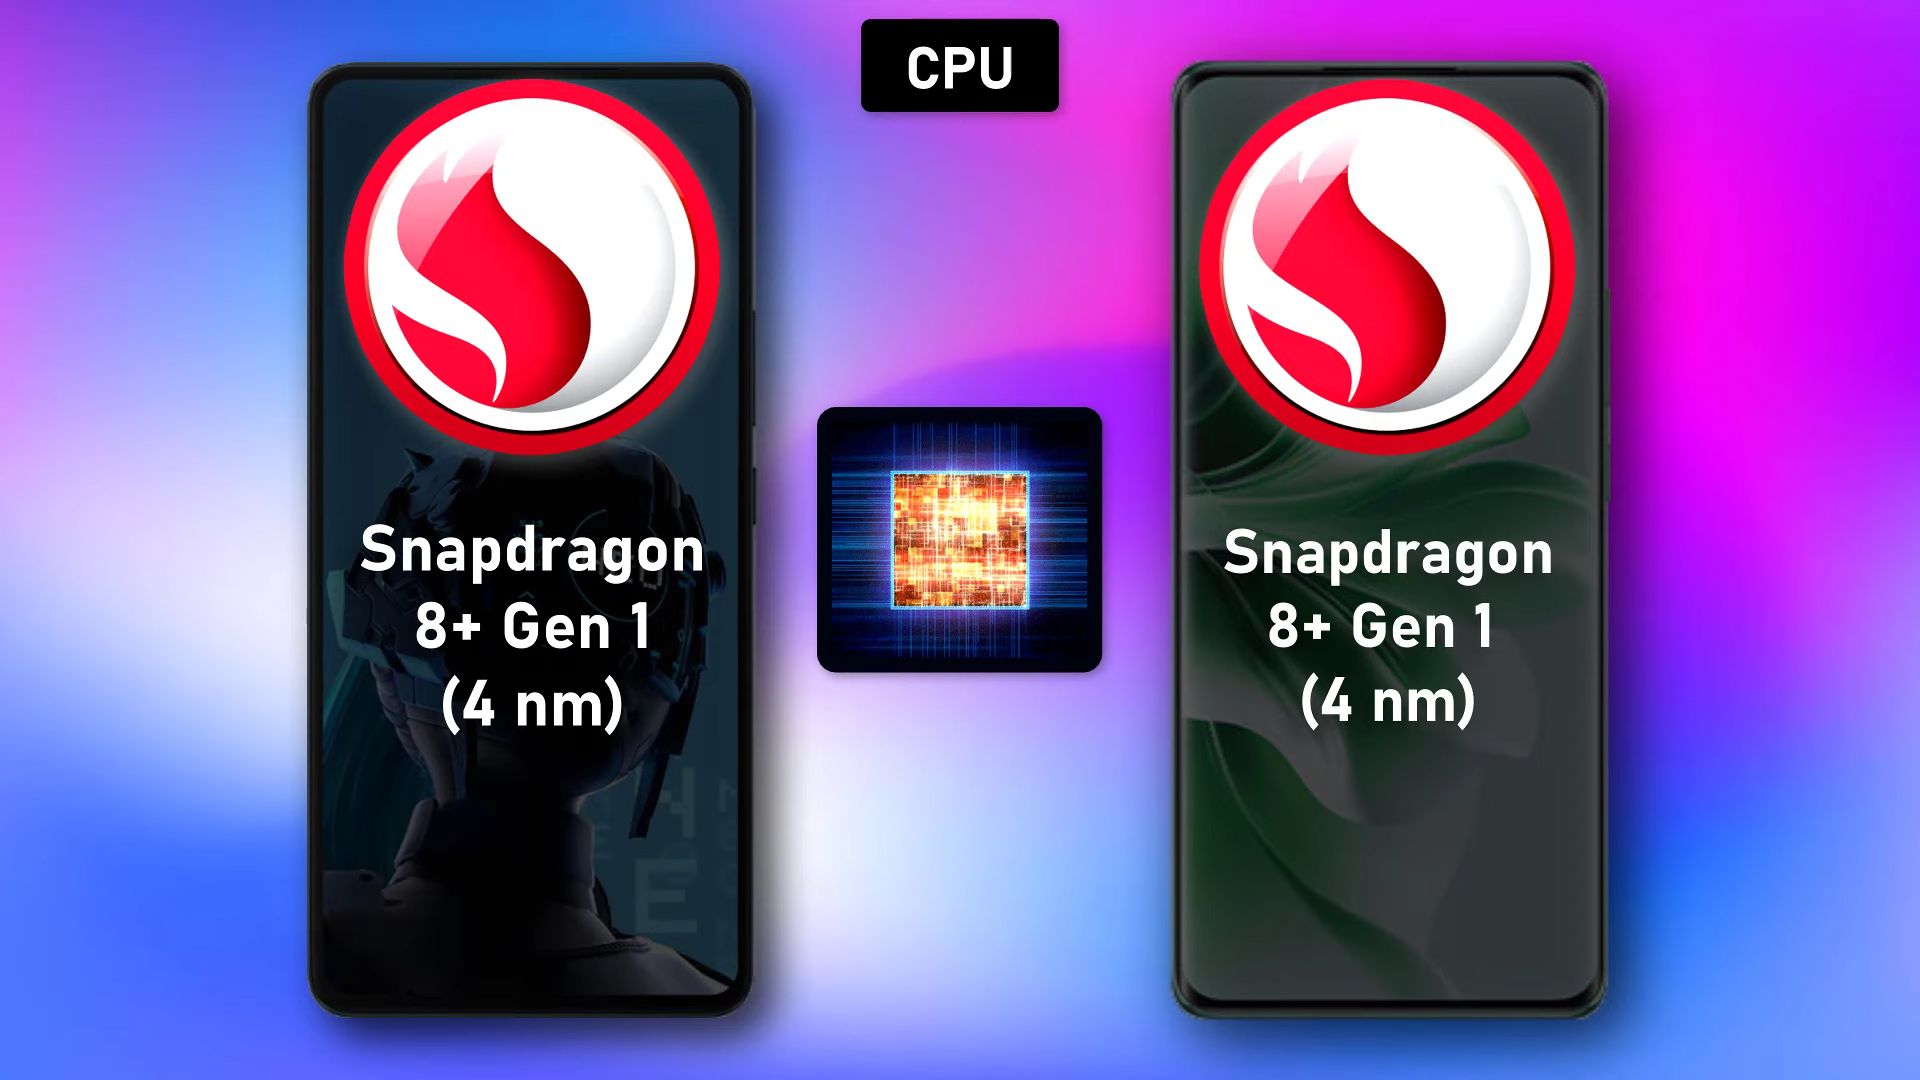 CPU
Snapdragon
8+ Gen 1
(4 nm)
Snapdragon
8+ Gen 1
(4 nm)